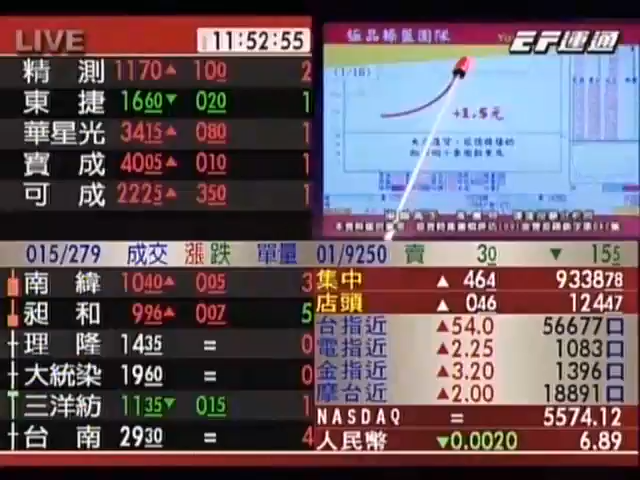 LIVE 11:52:55
精測 1170▲ 100 2
東捷 1660▼ 020 1
華星光 3415▲ 080 1
寶成 4005▲ 010 1
可成 2225▲ 350 1
EF運通
(1/18)
+1.5元
015/279 成交 漲跌 單量
南緯 1040▲ 005 3
昶和 996▲ 007 5
理隆 1435 = 0
大統染 1960 = 0
三洋紡 1135▼ 015 1
台南 2930 = 4
01/9250 賣 30 ▼ 155
集中 ▲ 464 933878
店頭 ▲ 046 12447
台指近 ▲54.0 56677口
電指近 ▲2.25 1083口
金指近 ▲3.20 1396口
摩台近 ▲2.00 18891口
NASDAQ = 5574.12
人民幣 ▼0.0020 6.89